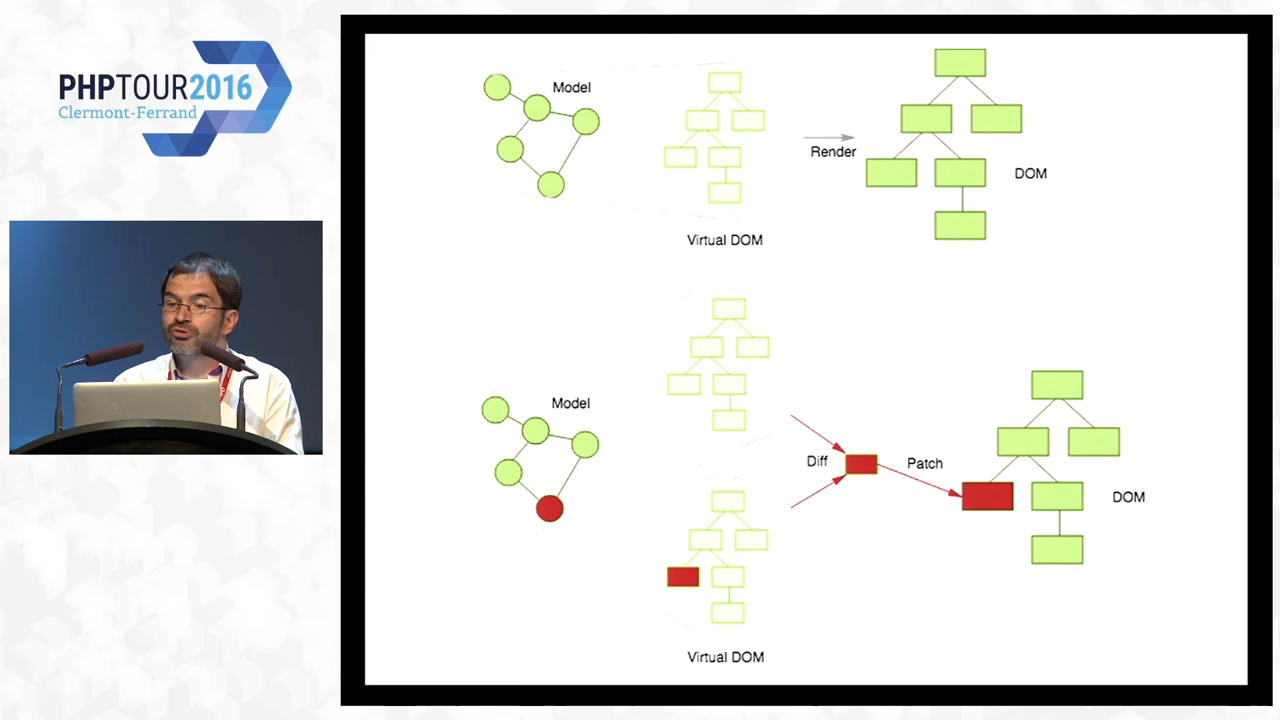 PHPTOUR2016
Clermont-Ferrand
Model
Render
DOM
Virtual DOM
Model
Diff
Patch
DOM
Virtual DOM